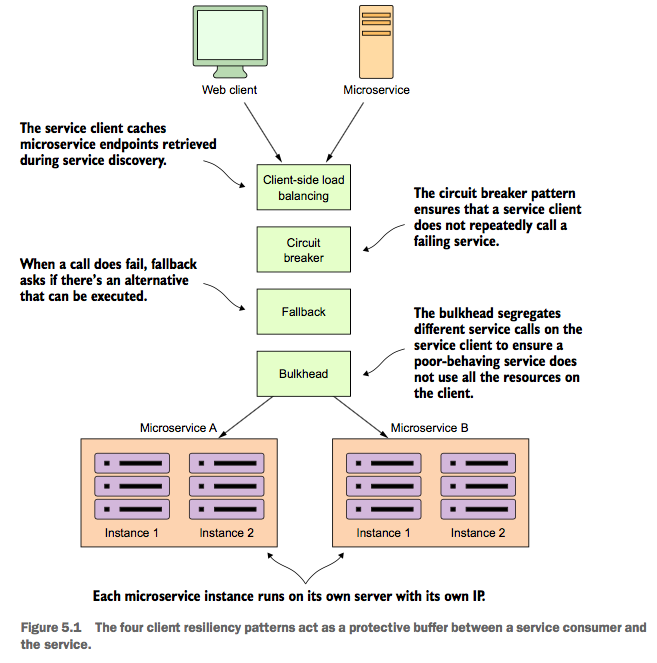 Web client
Microservice
The service client caches
microservice endpoints retrieved
during service discovery.
Client-side load
balancing
The circuit breaker pattern
ensures that a service client
does not repeatedly call a
failing service.
Circuit
breaker
When a call does fail, fallback
asks if there’s an alternative
that can be executed.
Fallback
The bulkhead segregates
different service calls on the
service client to ensure a
poor-behaving service does
not use all the resources on
the client.
Bulkhead
Microservice A
Microservice B
Instance 1
Instance 2
Instance 1
Instance 2
Each microservice instance runs on its own server with its own IP.
Figure 5.1 The four client resiliency patterns act as a protective buffer between a service consumer and
the service.